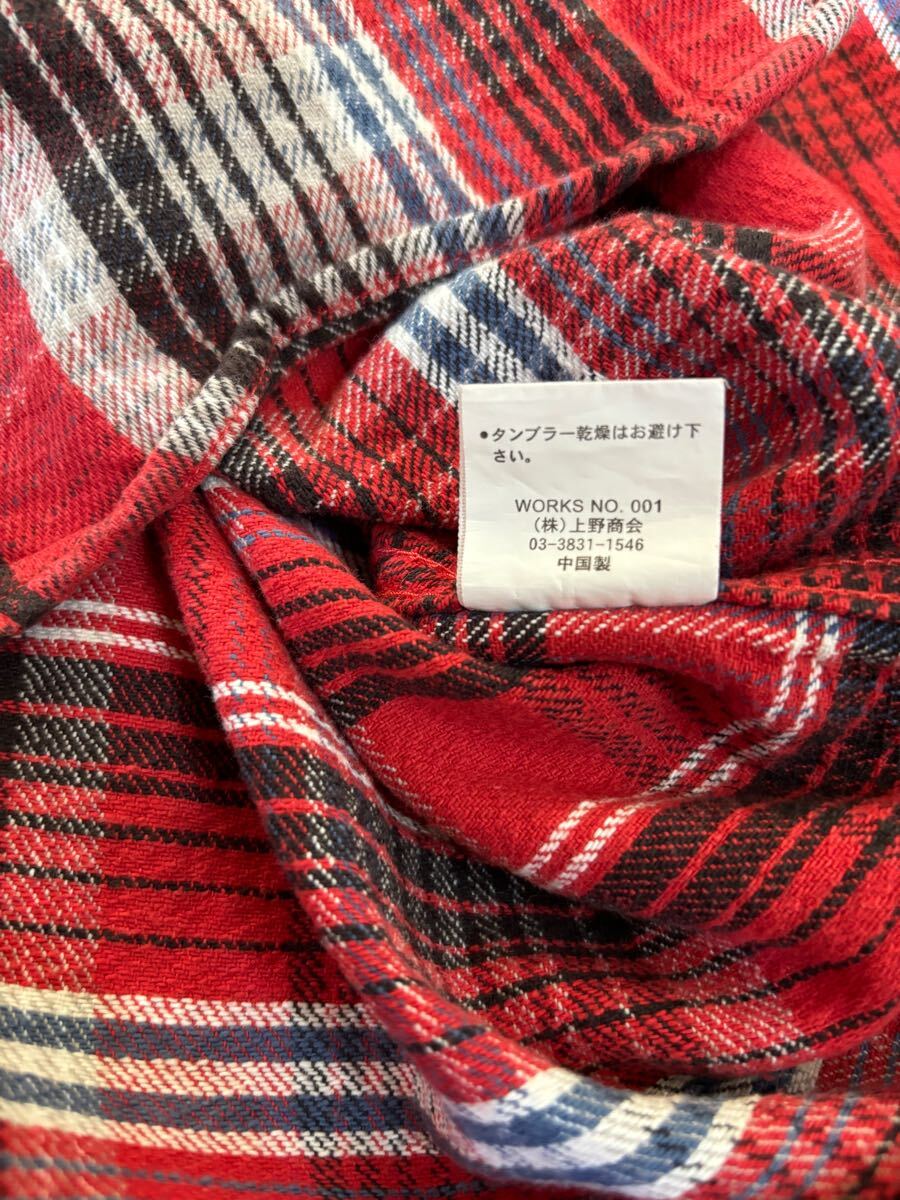 ●タンブラー乾燥はお避け下
さい。
WORKS NO. 001
(株)上野商会
03-3831-1546
中国製